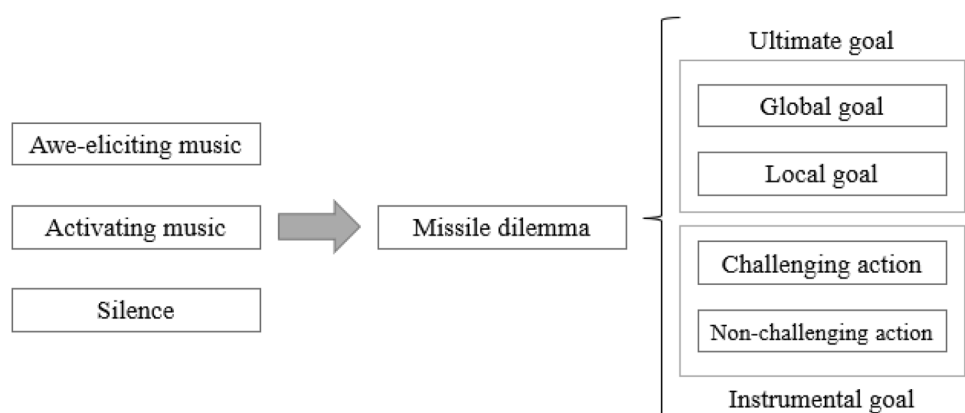 Awe-eliciting music
Activating music
Silence
Missile dilemma
Ultimate goal
Global goal
Local goal
Challenging action
Non-challenging action
Instrumental goal